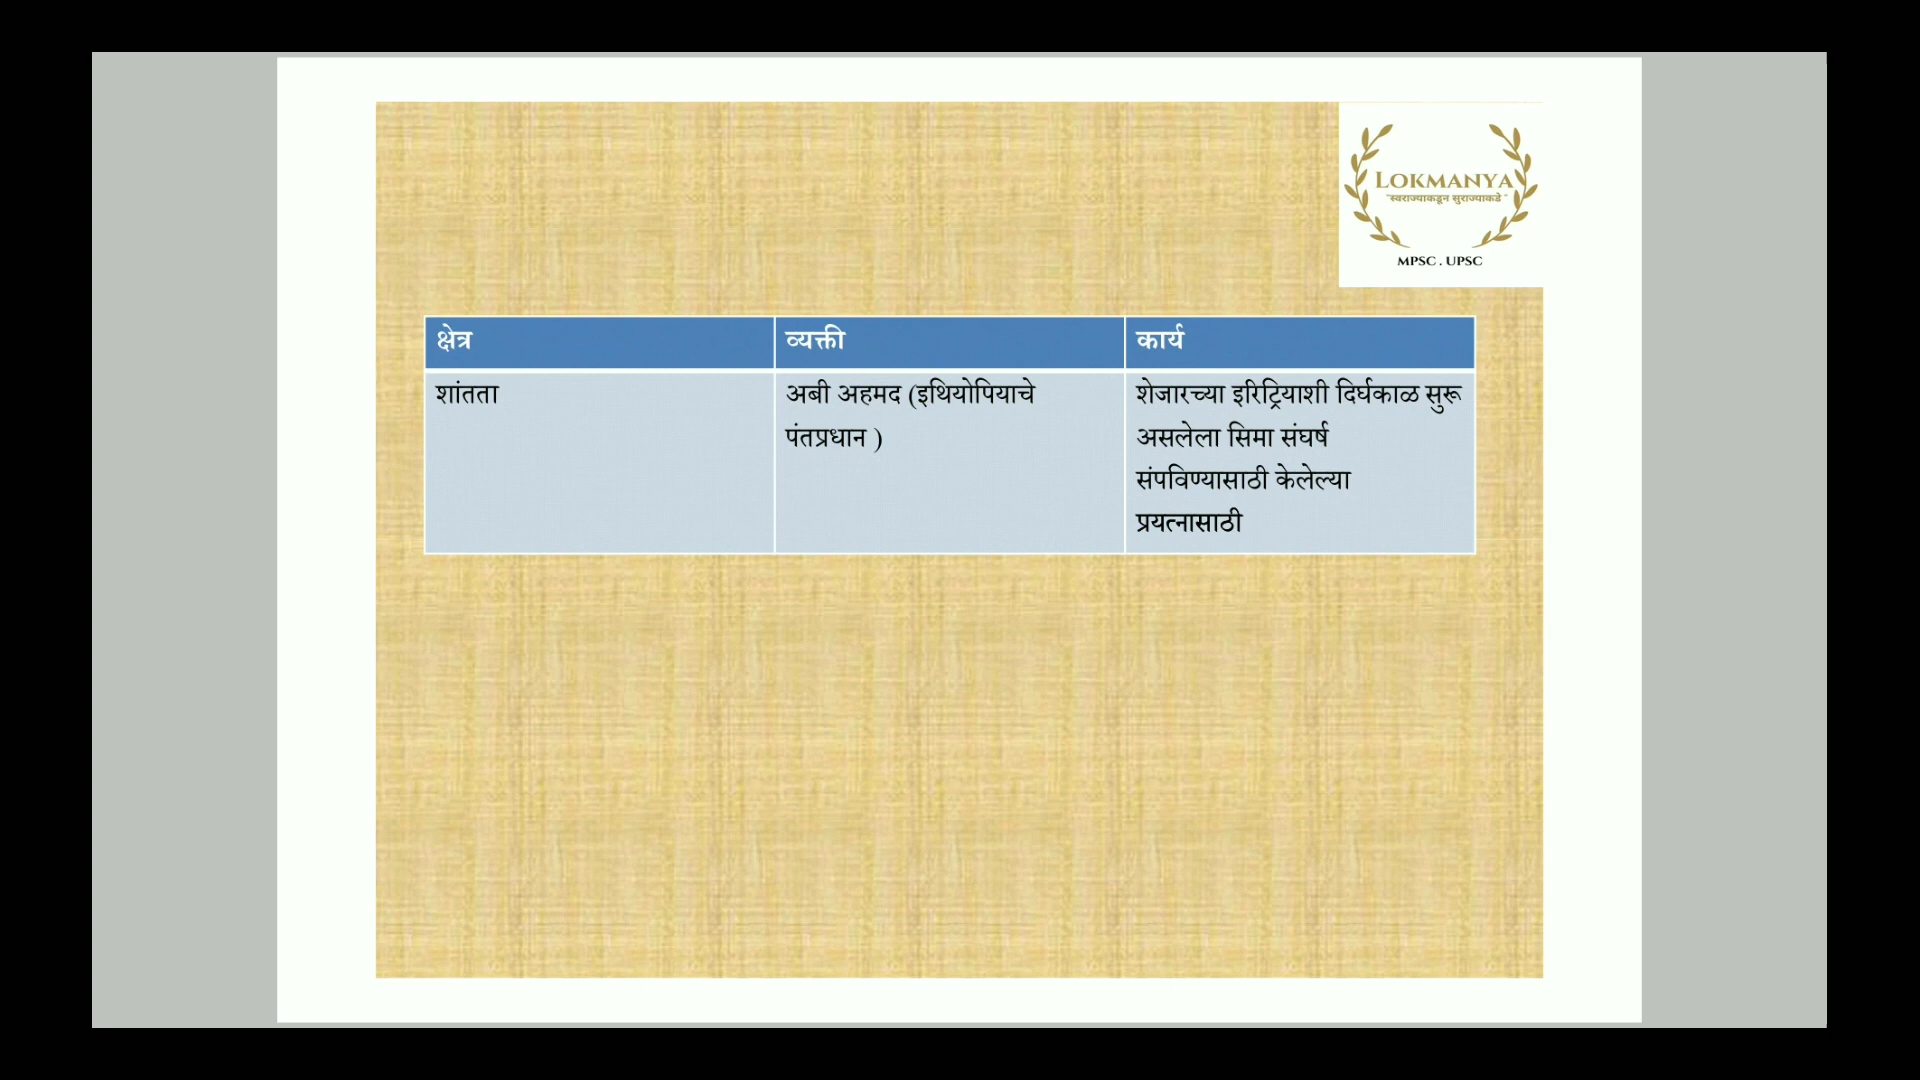 LOKMANYA
"स्वराज्याकडून सुराज्याकडे"
MPSC . UPSC
क्षेत्र व्यक्ती कार्य
शांतता
अबी अहमद (इथियोपियाचे
पंतप्रधान )
शेजारच्या इरिट्रियाशी दिर्घकाळ सुरू
असलेला सिमा संघर्ष
संपविण्यासाठी केलेल्या
प्रयत्नासाठी